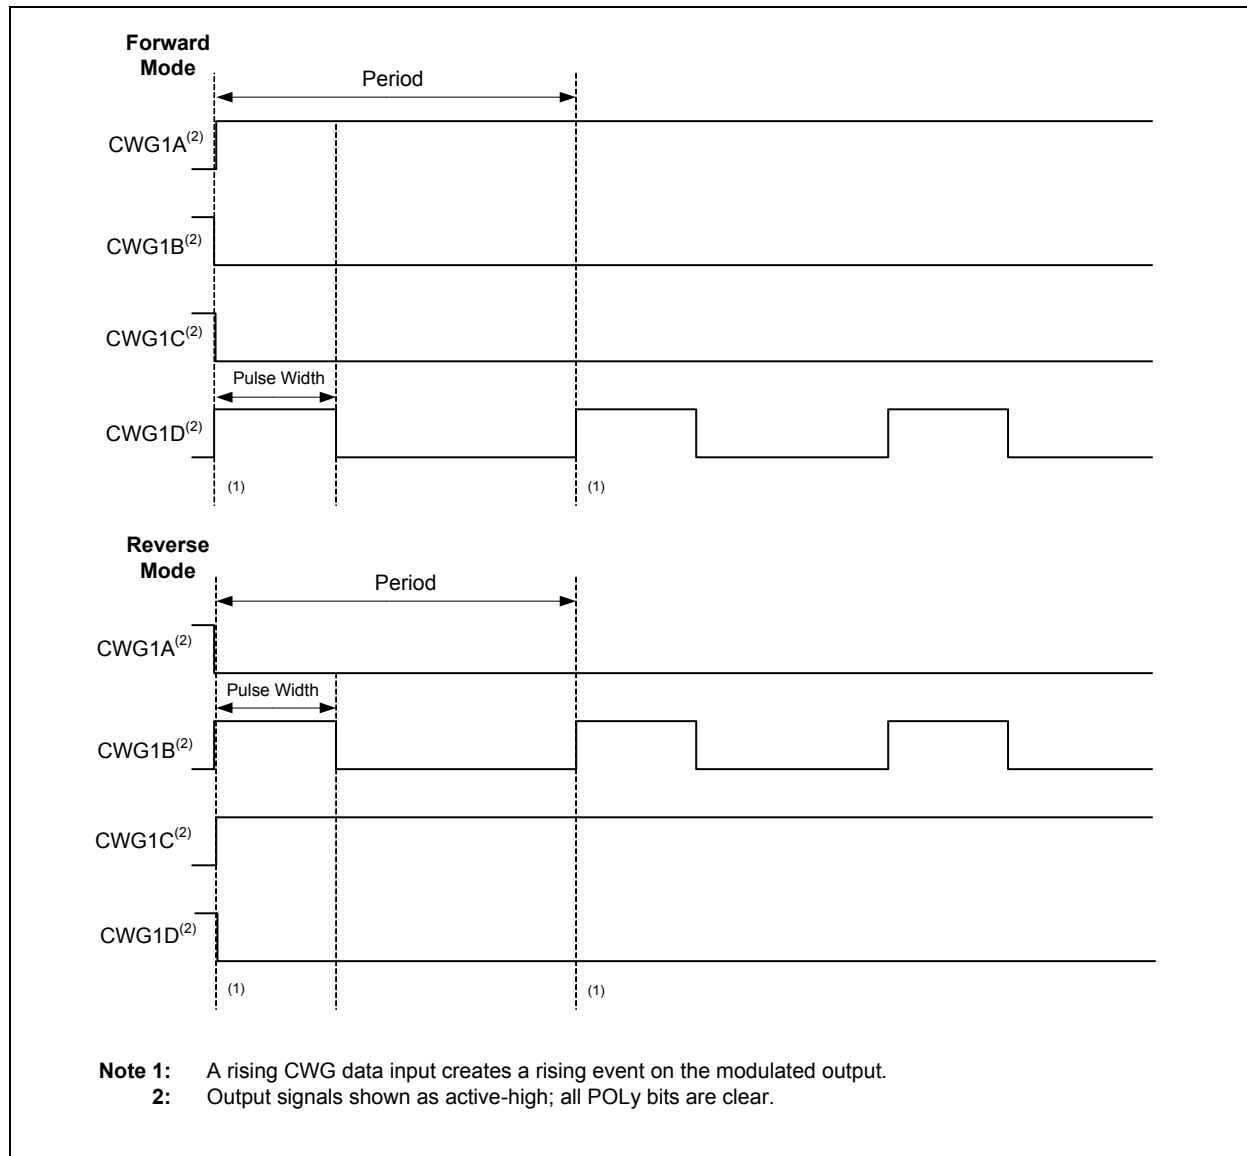 Forward
Mode
Period
CWG1A(2)
CWG1B(2)
CWG1C(2)
Pulse Width
CWG1D(2)
(1)
(1)
Reverse
Mode
Period
CWG1A(2)
Pulse Width
CWG1B(2)
CWG1C(2)
CWG1D(2)
(1)
(1)
Note 1: A rising CWG data input creates a rising event on the modulated output.
2: Output signals shown as active-high; all POLy bits are clear.